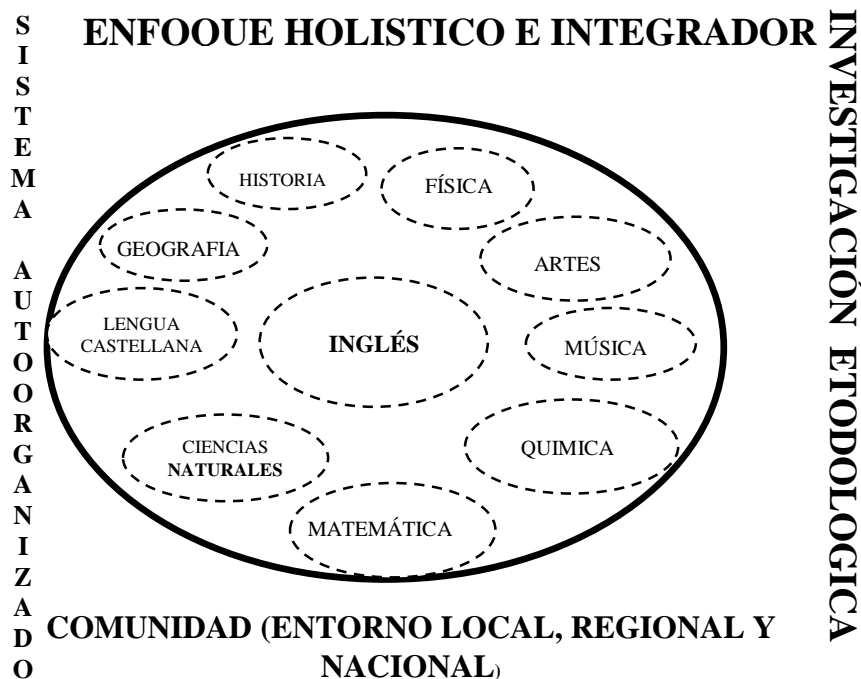 ENFOQUE HOLISTICO E INTEGRADOR
SISTEMA AUTOORGANIZADO
INVESTIGACIÓN ETODOLOGICA
HISTORIA
FÍSICA
GEOGRAFIA
ARTES
LENGUA
CASTELLANA
INGLÉS
MÚSICA
CIENCIAS
NATURALES
QUIMICA
MATEMÁTICA
COMUNIDAD (ENTORNO LOCAL, REGIONAL Y
NACIONAL)